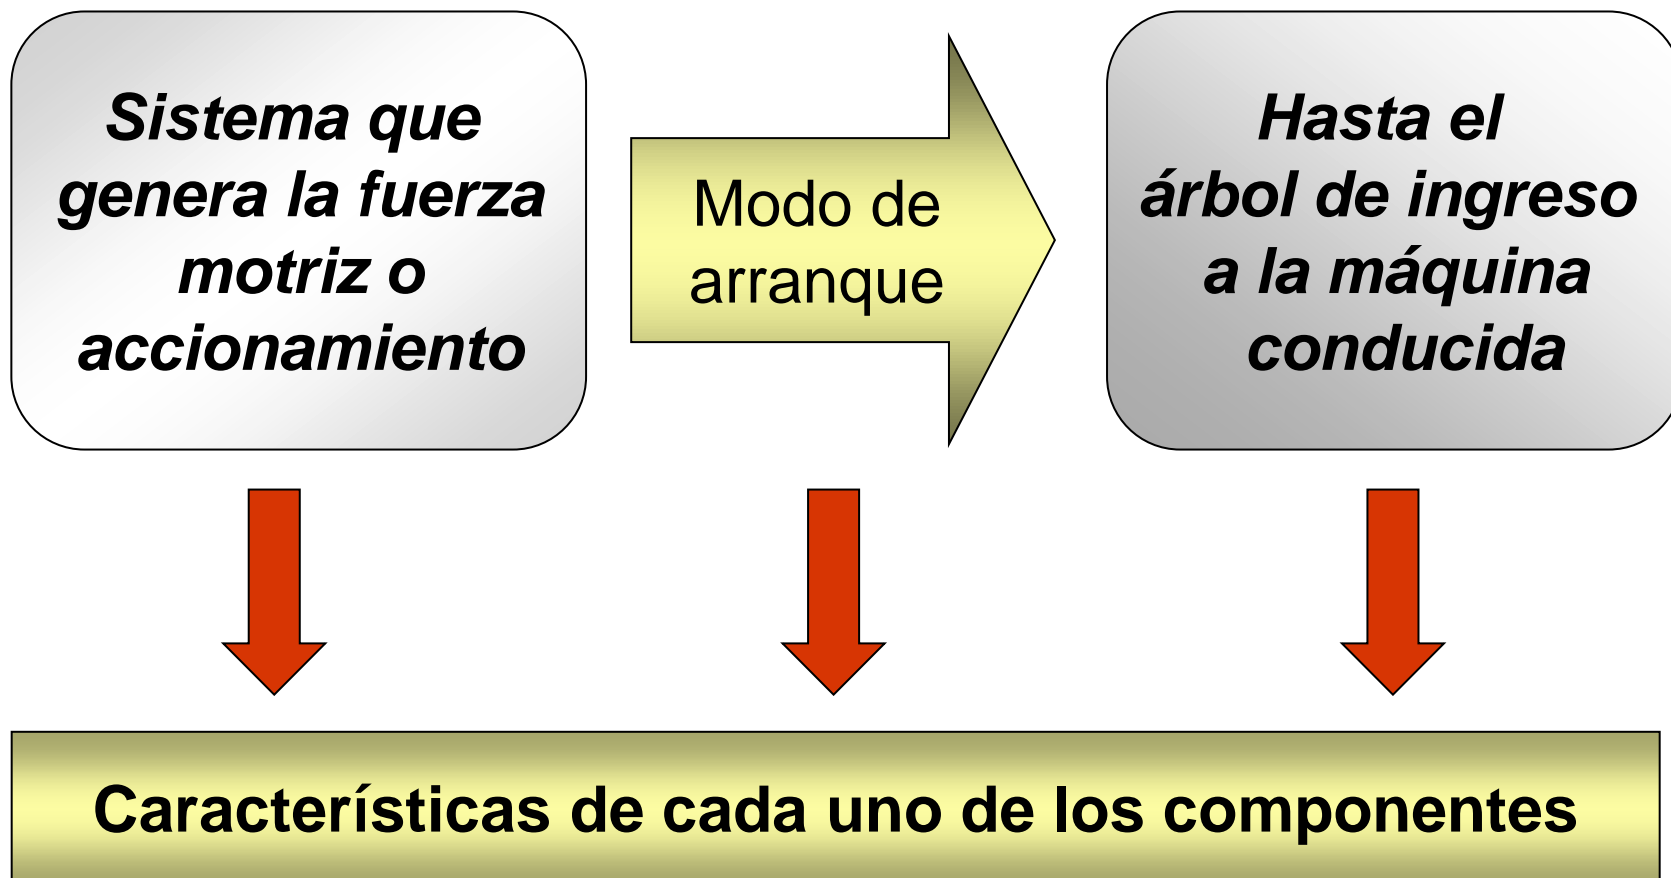 Sistema que
genera la fuerza
motriz o
accionamiento
Modo de
arranque
Hasta el
árbol de ingreso
a la máquina
conducida
Características de cada uno de los componentes